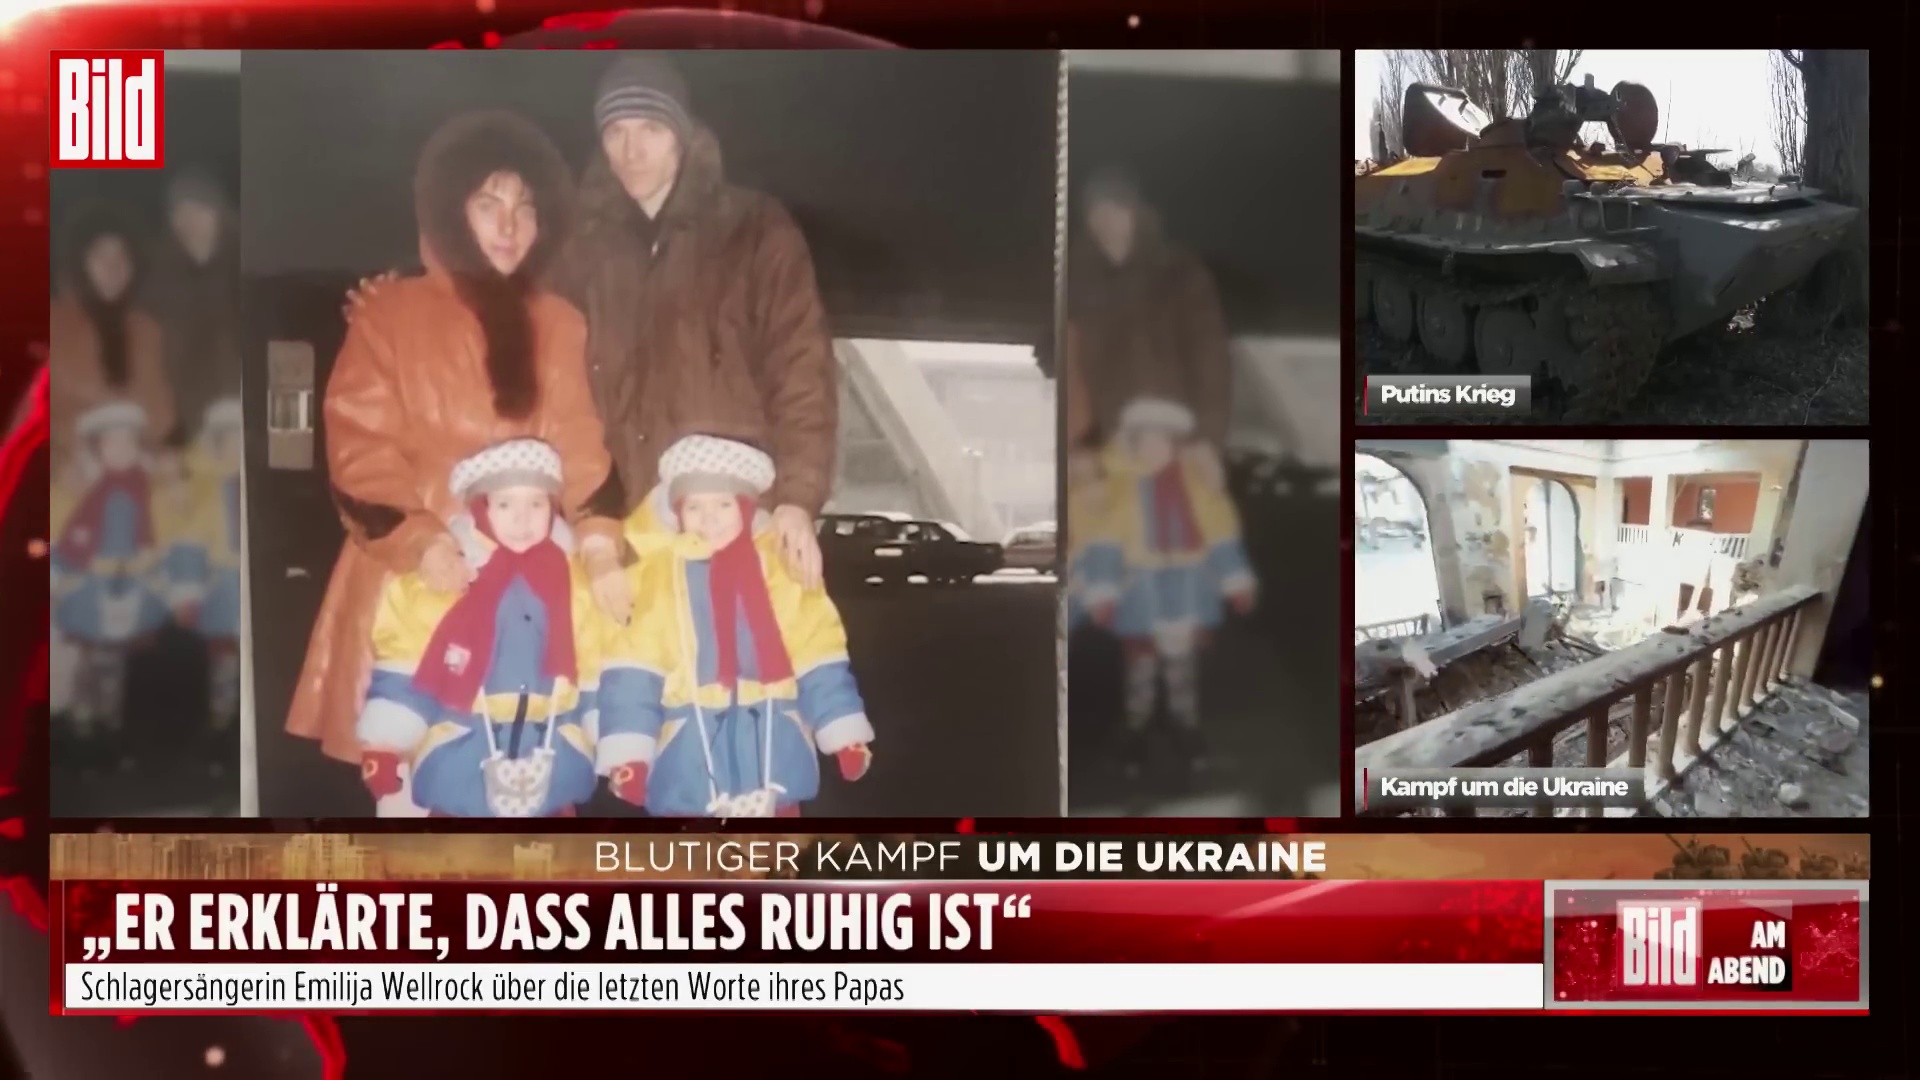 Bild
Putins Krieg
Kampf um die Ukraine
BLUTIGER KAMPF UM DIE UKRAINE
„ER ERKLÄRTE, DASS ALLES RUHIG IST“
Schlagersängerin Emilija Wellrock über die letzten Worte ihres Papas
Bild AM
ABEND